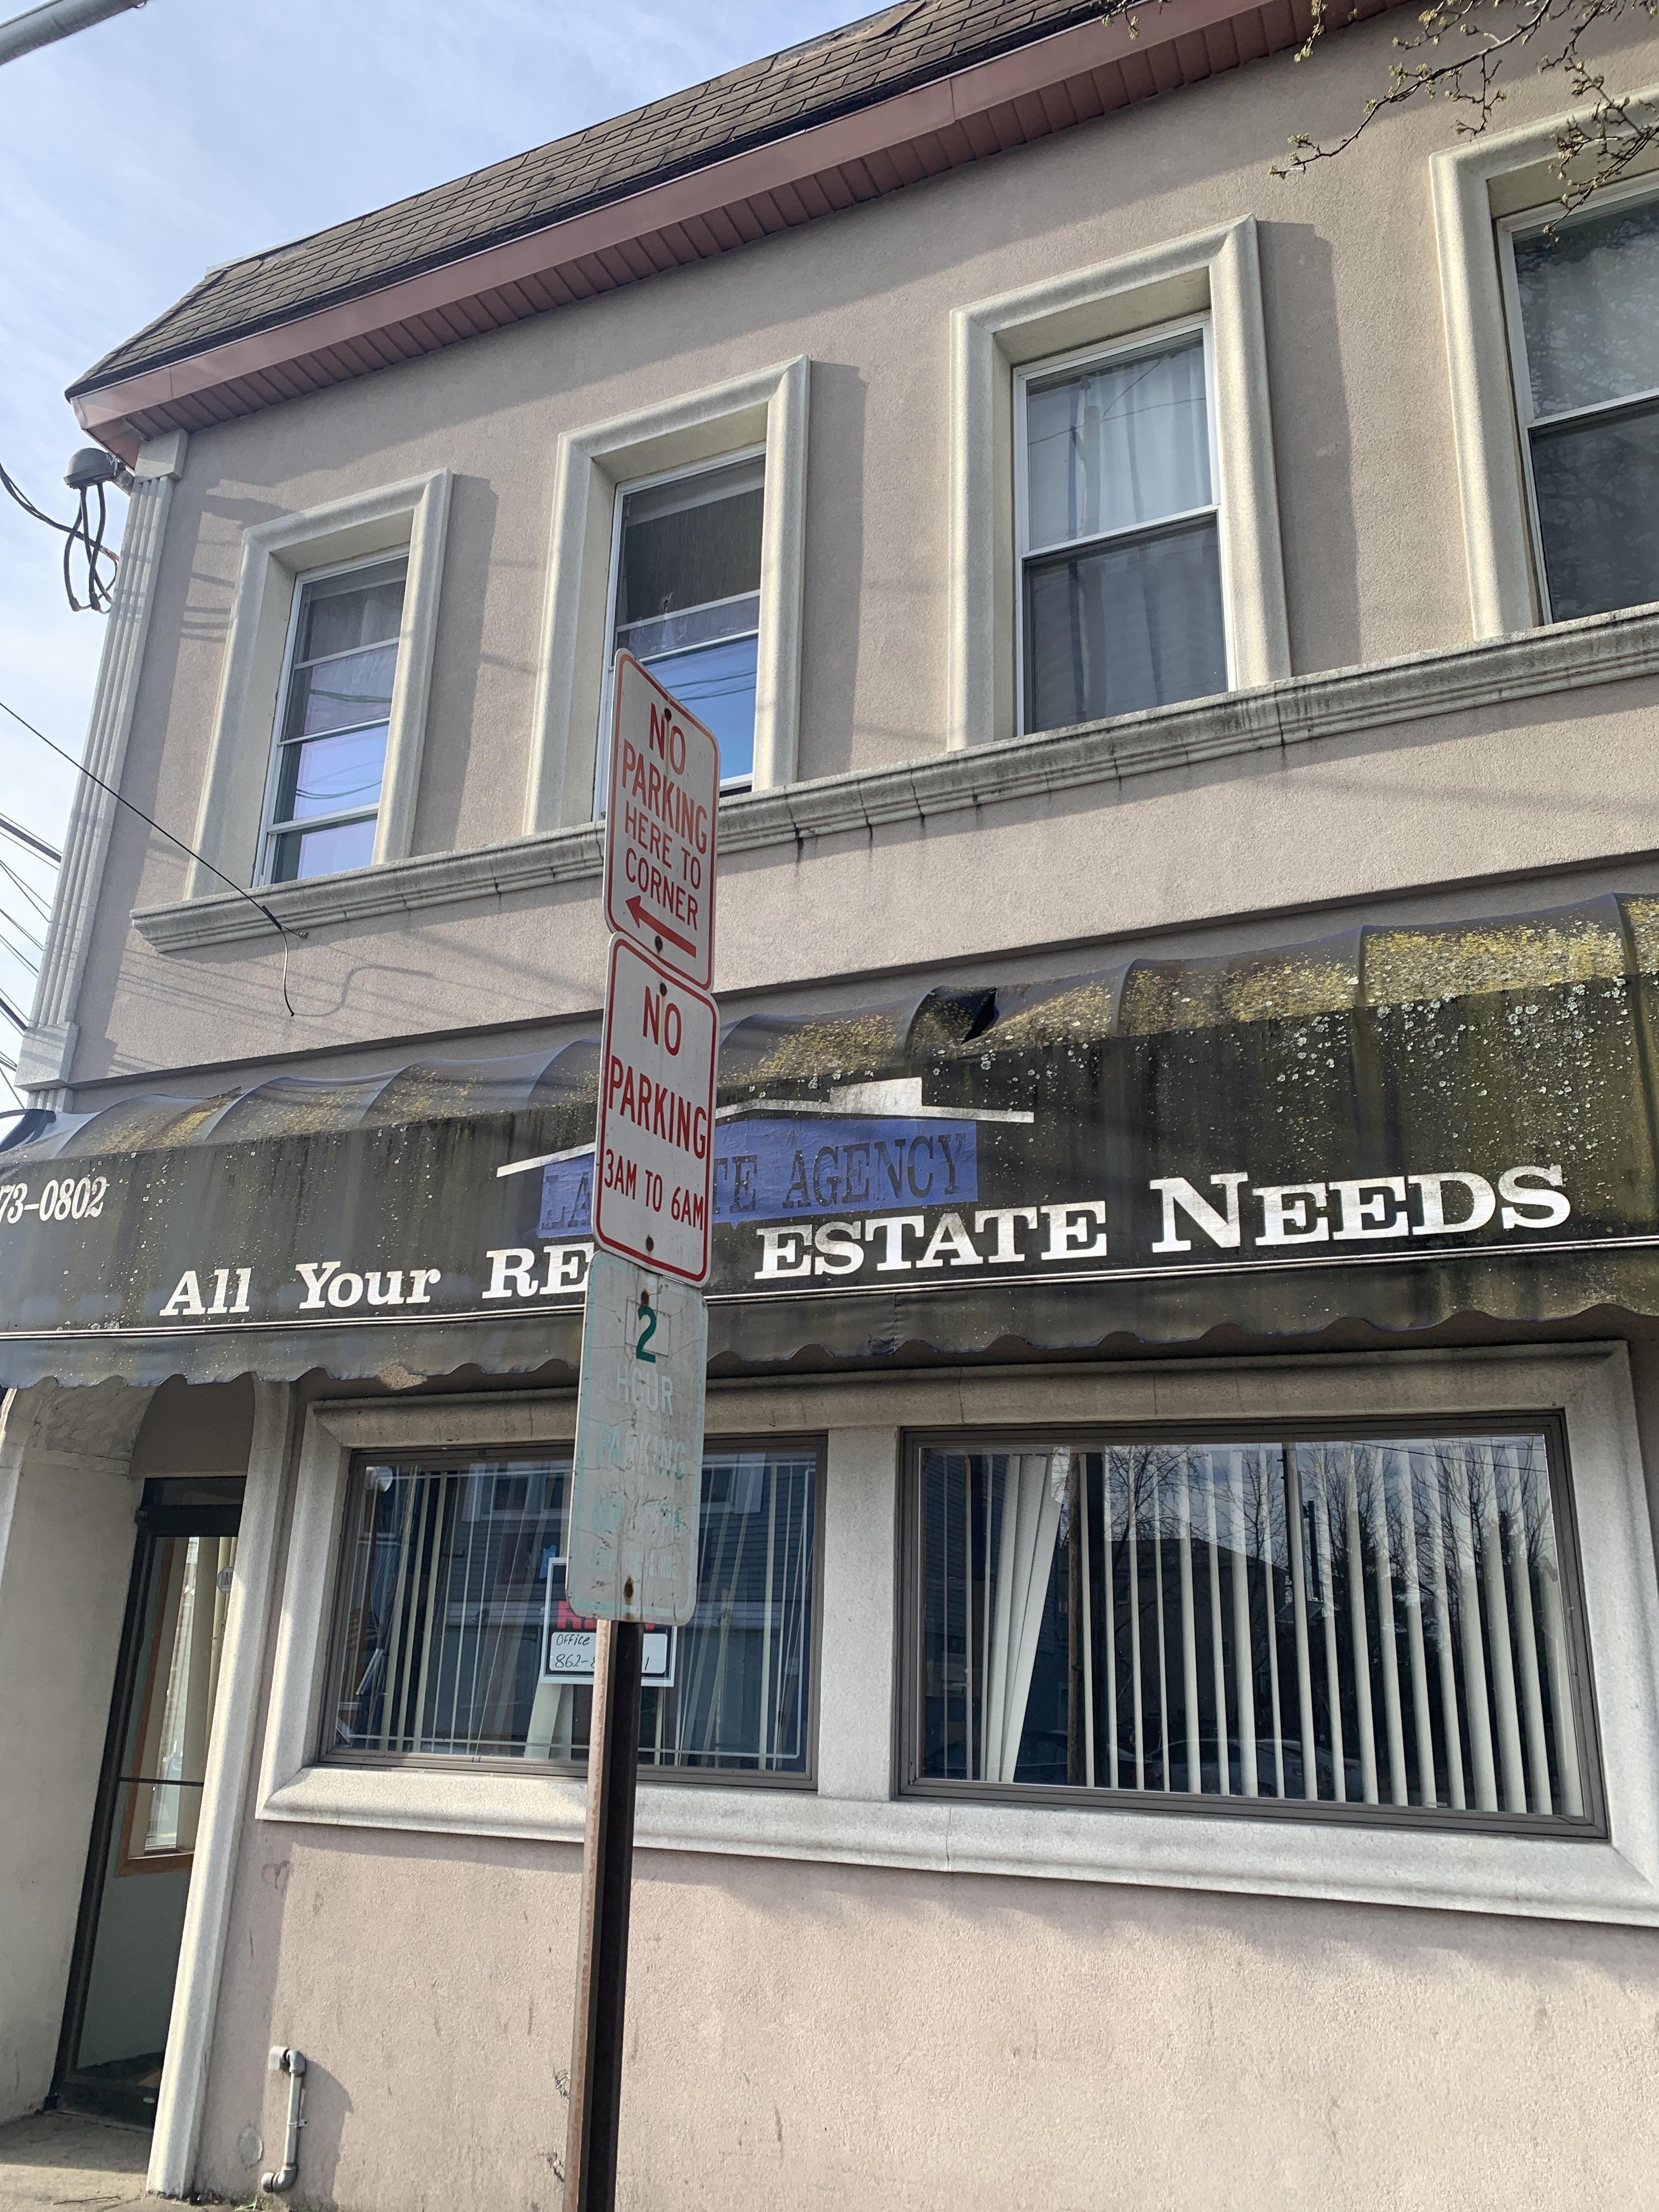 NO
PARKING
HERE TO
CORNER
NO
PARKING
3AM TO 6AM
2
HOUR
PARKING
73-0802
AGENCY
All Your ESTATE NEEDS
OFFICE
862-